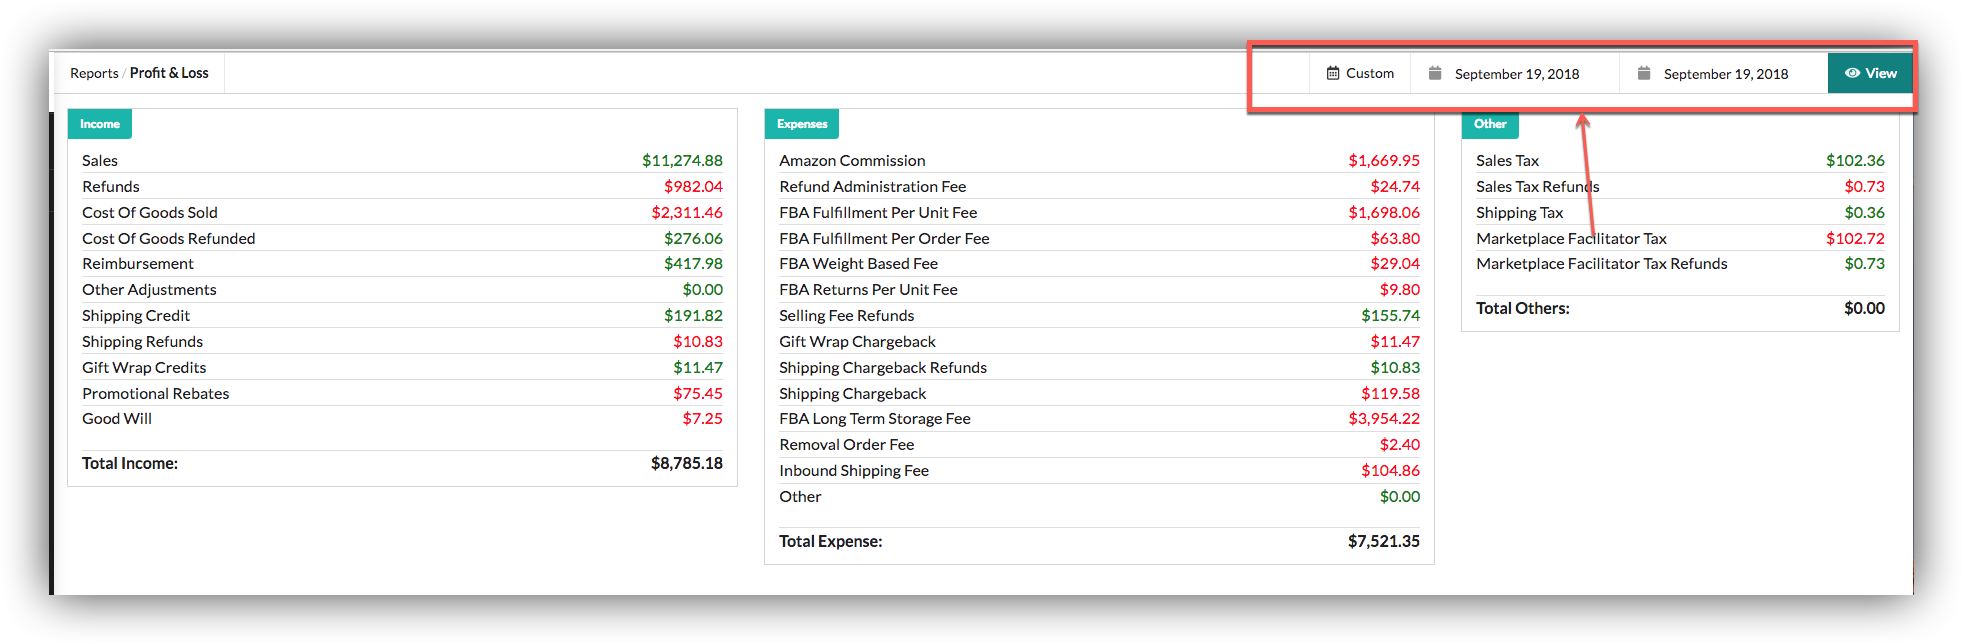 Reports / Profit & Loss
Custom
September 19, 2018
September 19, 2018
View
Income
Sales $11,274.88
Refunds $982.04
Cost Of Goods Sold $2,311.46
Cost Of Goods Refunded $276.06
Reimbursement $417.98
Other Adjustments $0.00
Shipping Credit $191.82
Shipping Refunds $10.83
Gift Wrap Credits $11.47
Promotional Rebates $75.45
Good Will $7.25
Total Income: $8,785.18
Expenses
Amazon Commission $1,669.95
Refund Administration Fee $24.74
FBA Fulfillment Per Unit Fee $1,698.06
FBA Fulfillment Per Order Fee $63.80
FBA Weight Based Fee $29.04
FBA Returns Per Unit Fee $9.80
Selling Fee Refunds $155.74
Gift Wrap Chargeback $11.47
Shipping Chargeback Refunds $10.83
Shipping Chargeback $119.58
FBA Long Term Storage Fee $3,954.22
Removal Order Fee $2.40
Inbound Shipping Fee $104.86
Other $0.00
Total Expense: $7,521.35
Other
Sales Tax $102.36
Sales Tax Refunds $0.73
Shipping Tax $0.36
Marketplace Facilitator Tax $102.72
Marketplace Facilitator Tax Refunds $0.73
Total Others: $0.00